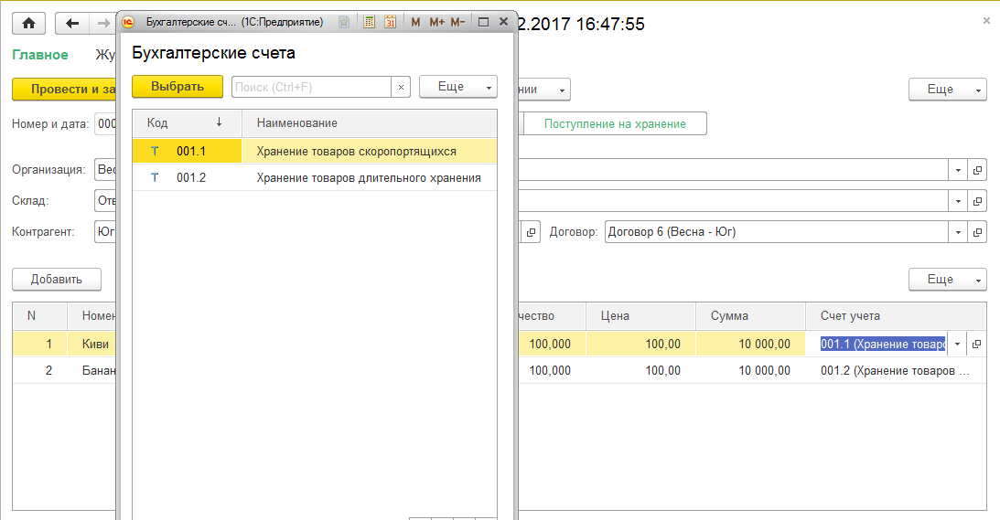 Бухгалтерские сч... (1С:Предприятие)
M M+ M-
2.2017 16:47:55
Главное
Жу
Бухгалтерские счета
Провести и за
Выбрать
Поиск (Ctrl+F)
Еще
нии
Еще
Номер и дата: 000
Поступление на хранение
Код
Наименование
001.1 Хранение товаров скоропортящихся
001.2 Хранение товаров длительного хранения
Организация: Вес
Склад: Отв
Контрагент: Юг
Договор: Договор 6 (Весна - Юг)
Добавить
Еще
N Номен чество Цена Сумма Счет учета
1 Киви 100,000 100,00 10 000,00 001.1 (Хранение товаро
2 Банан 100,000 100,00 10 000,00 001.2 (Хранение товаров ...